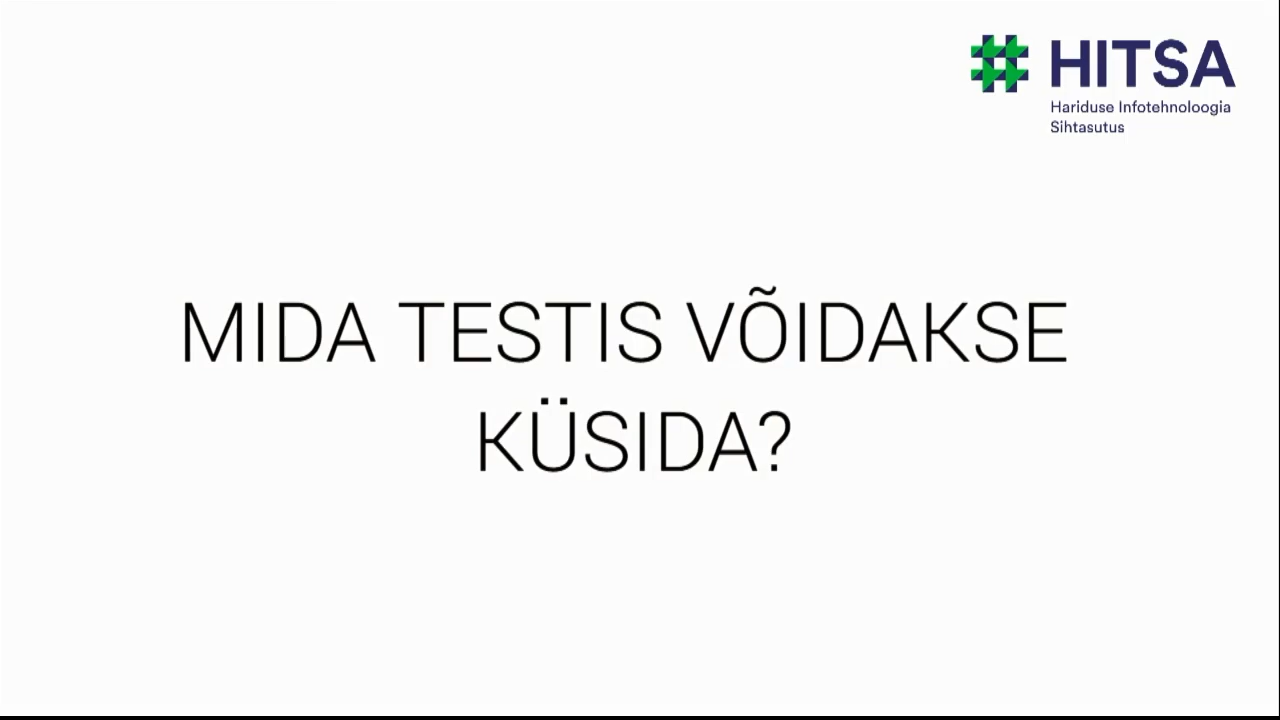 HITSA
Hariduse Infotehnoloogia
Sihtasutus
MIDA TESTIS VÕIDAKSE
KÜSIDA?